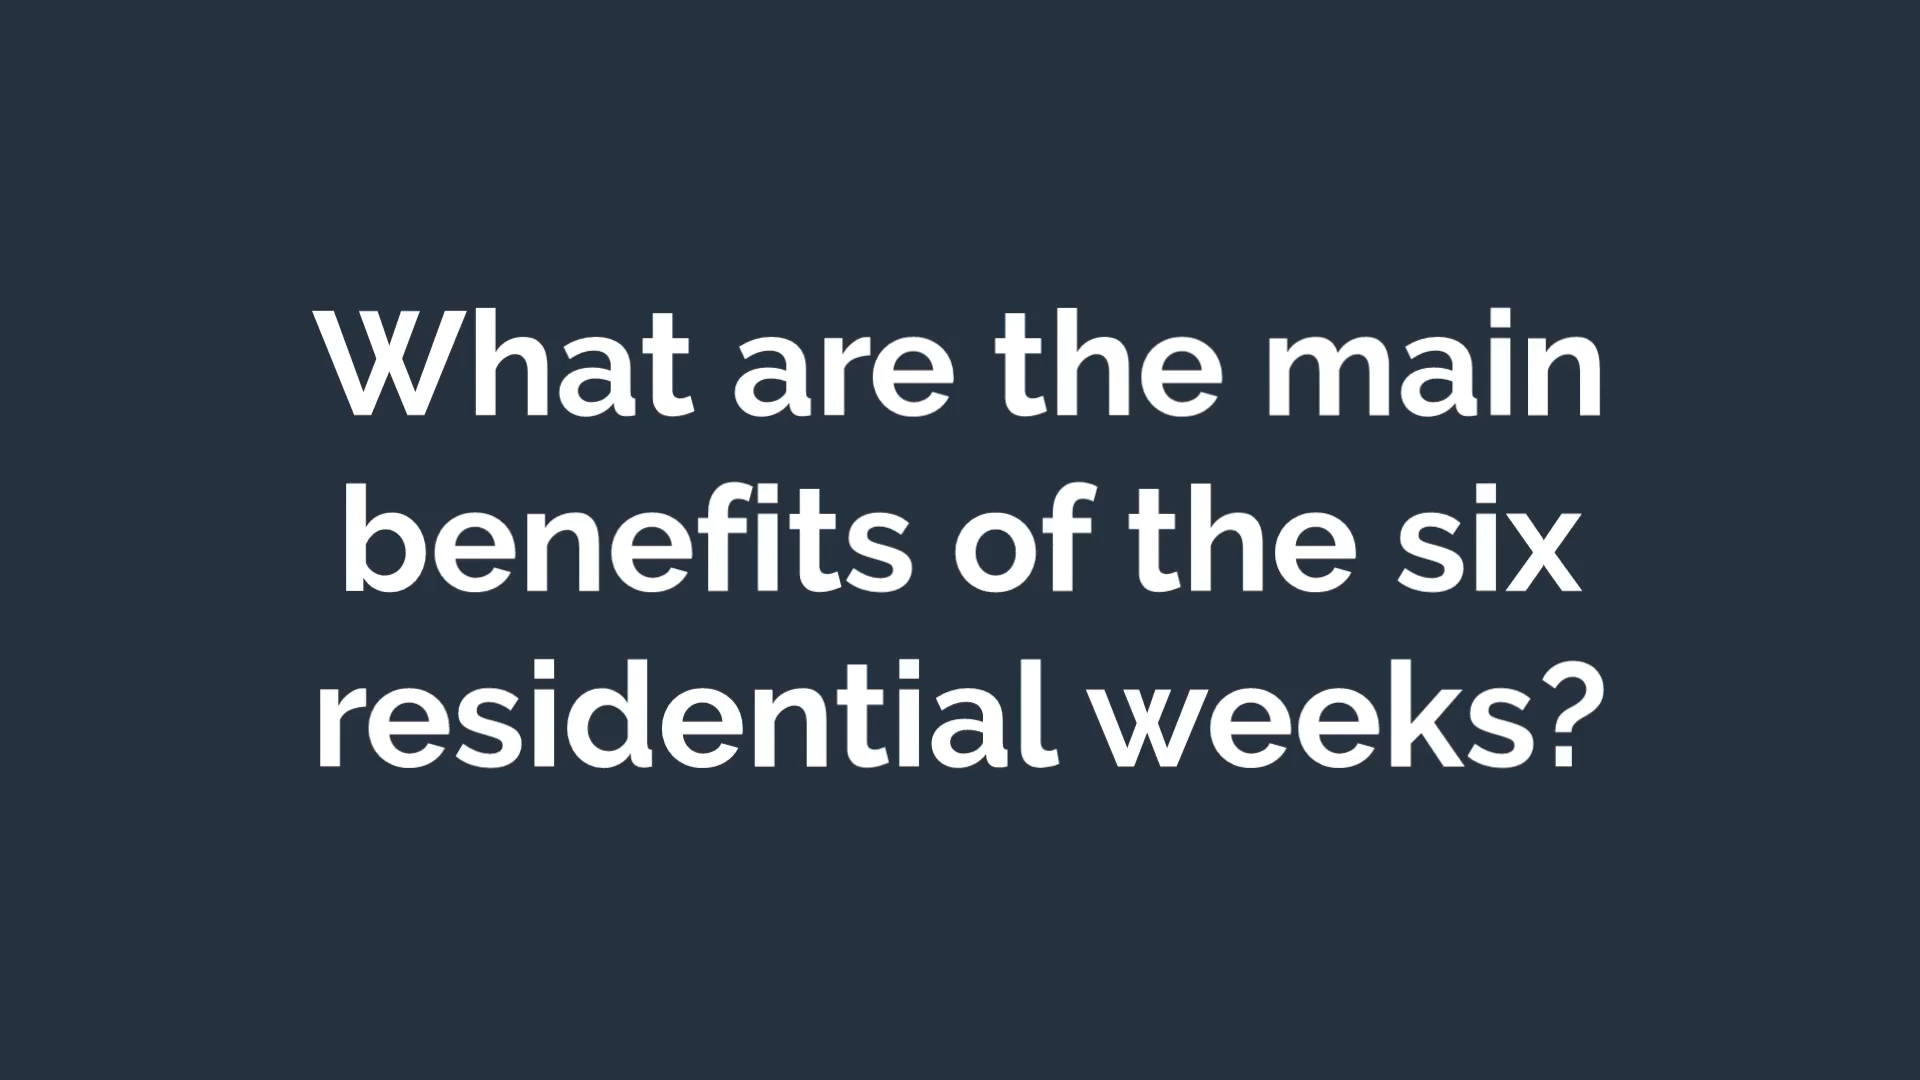 What are the main
benefits of the six
residential weeks?